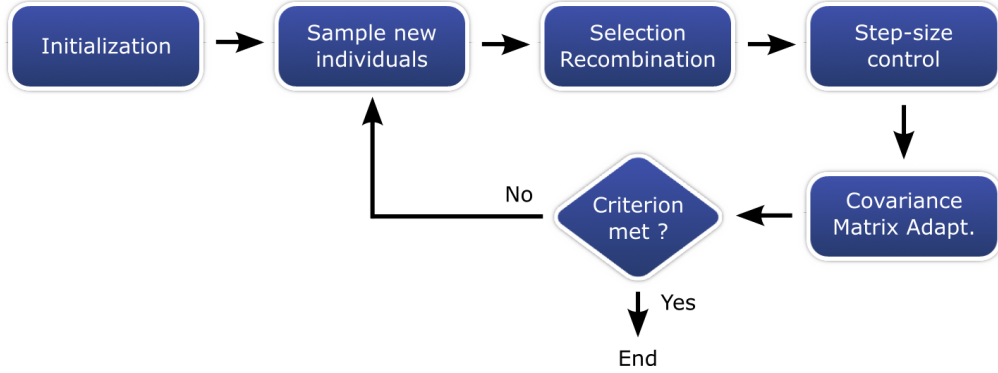 Initialization
Sample new
individuals
Selection
Recombination
Step-size
control
Covariance
Matrix Adapt.
Criterion
met ?
No
Yes
End